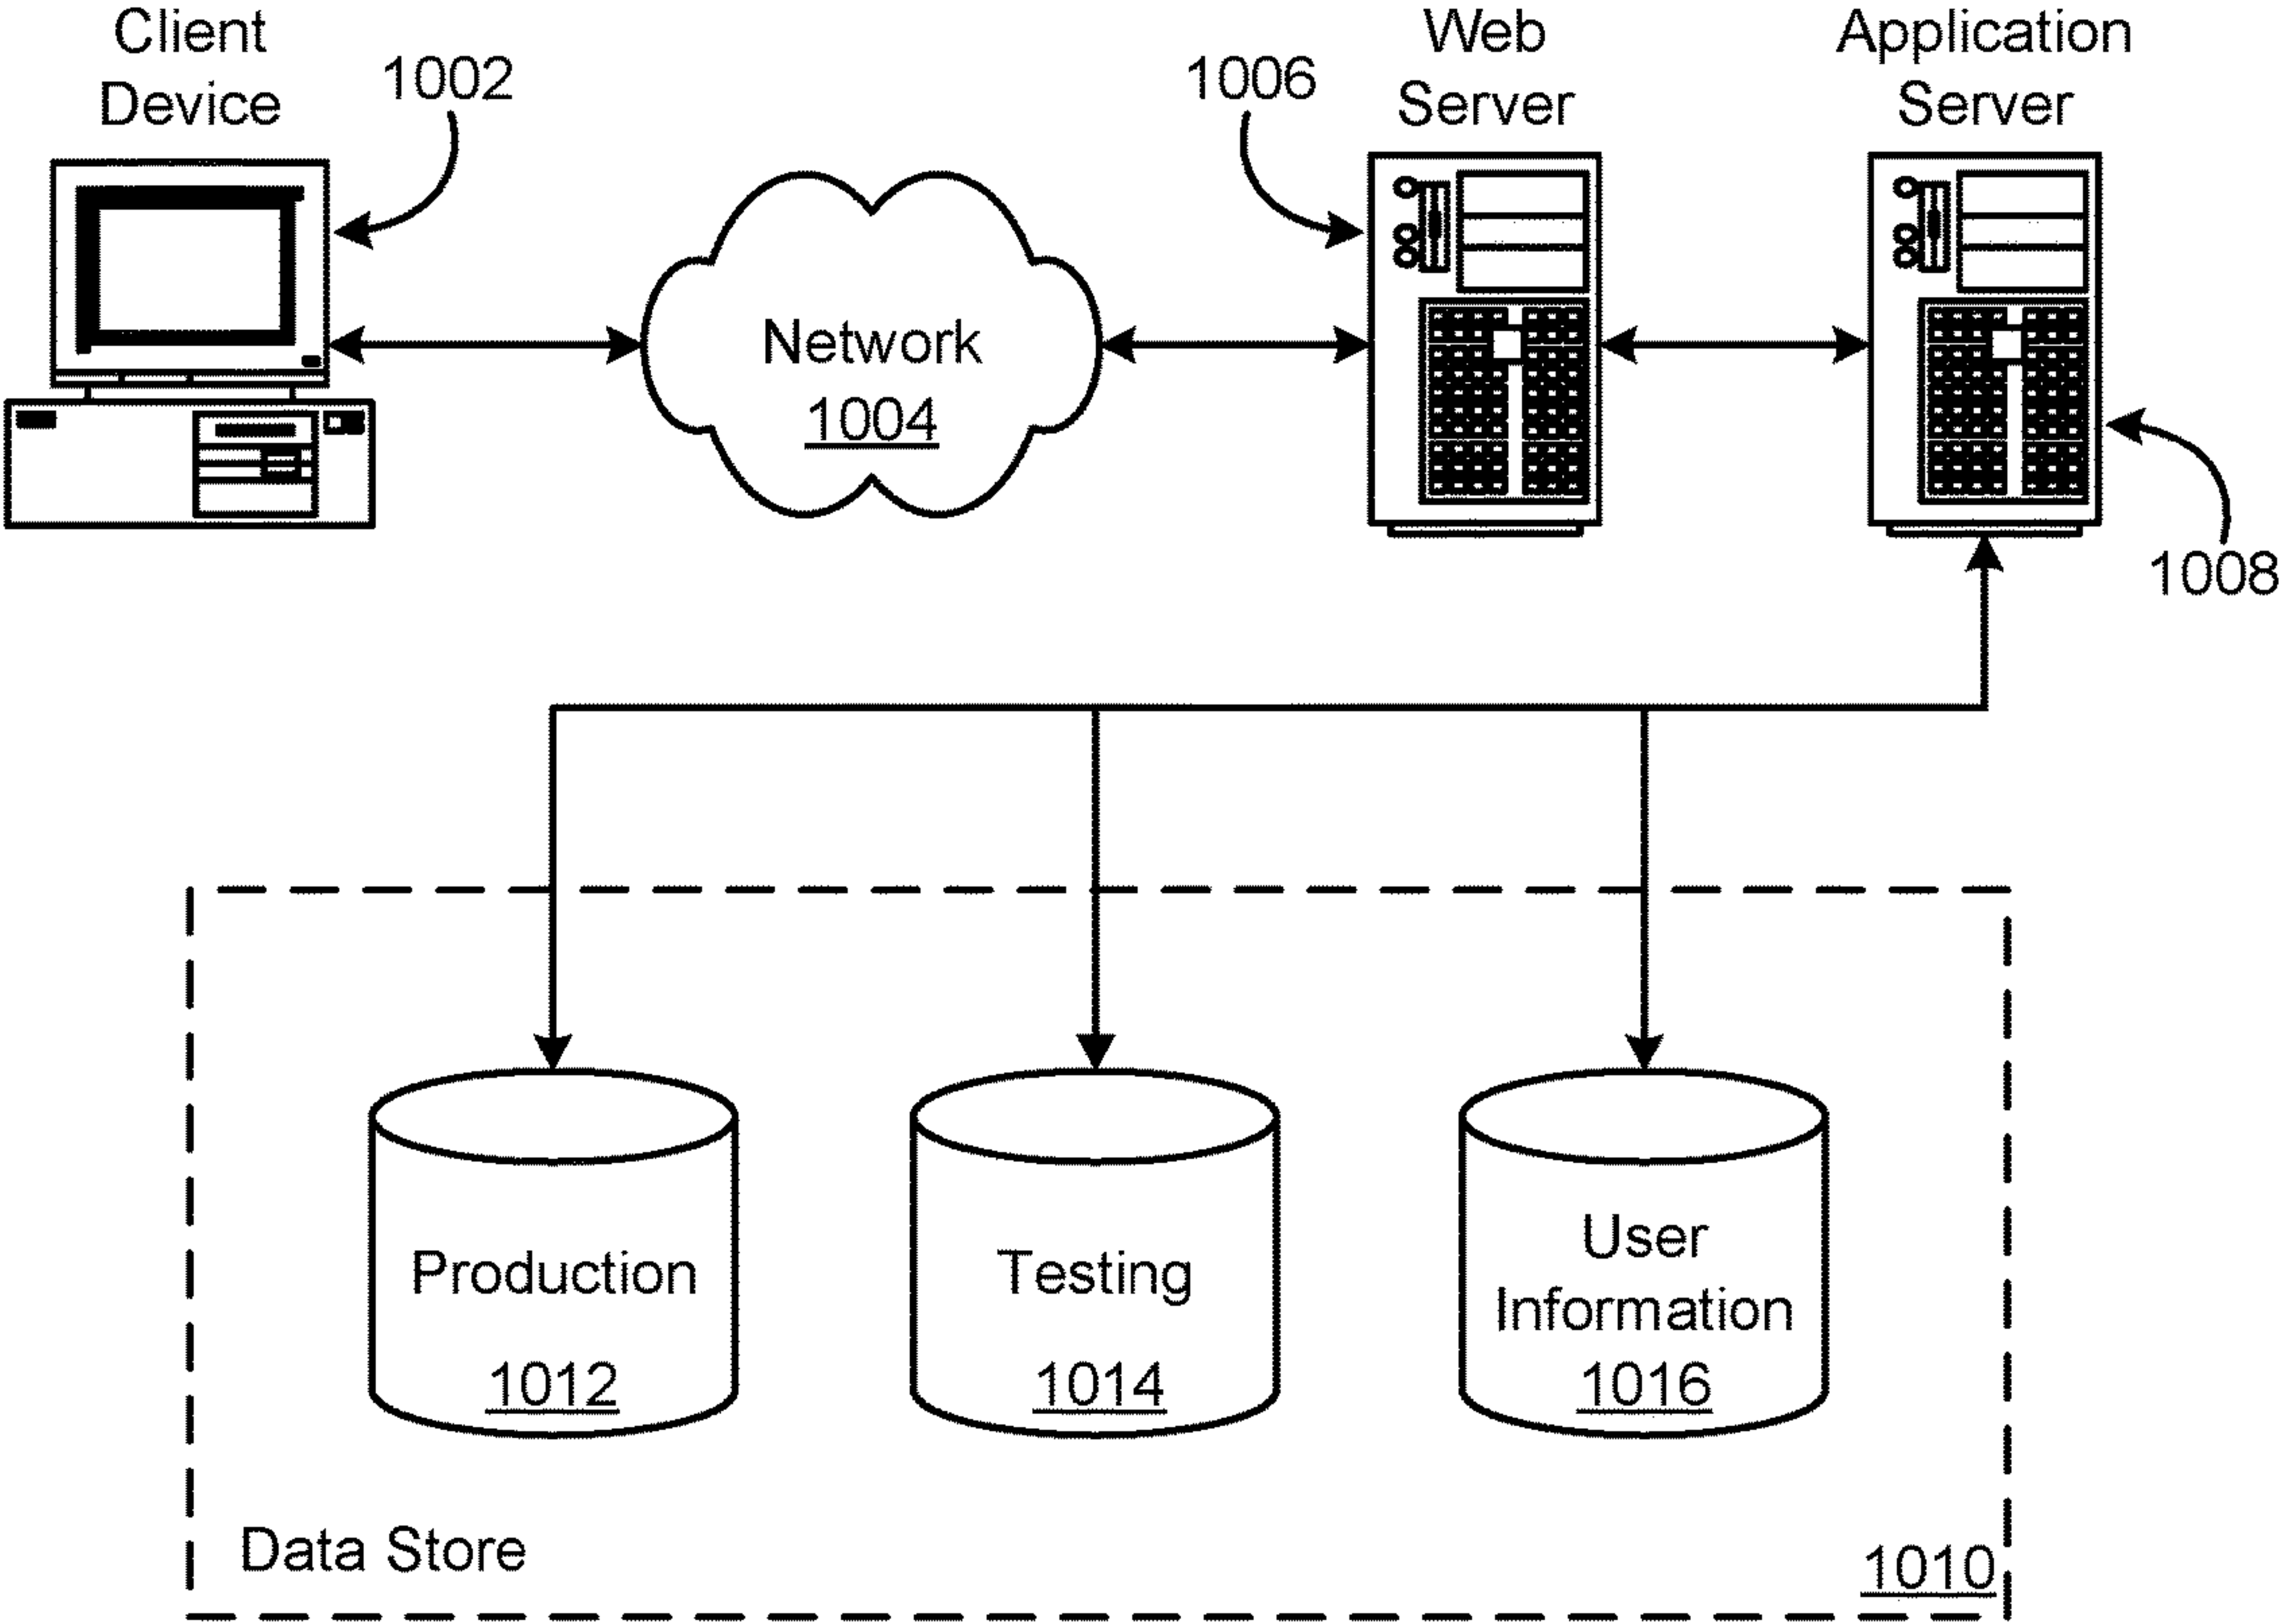 Client
Device
1002
1006
Web
Server
Application
Server
Network
1004
1008
Production
1012
Testing
1014
User
Information
1016
Data Store
1010